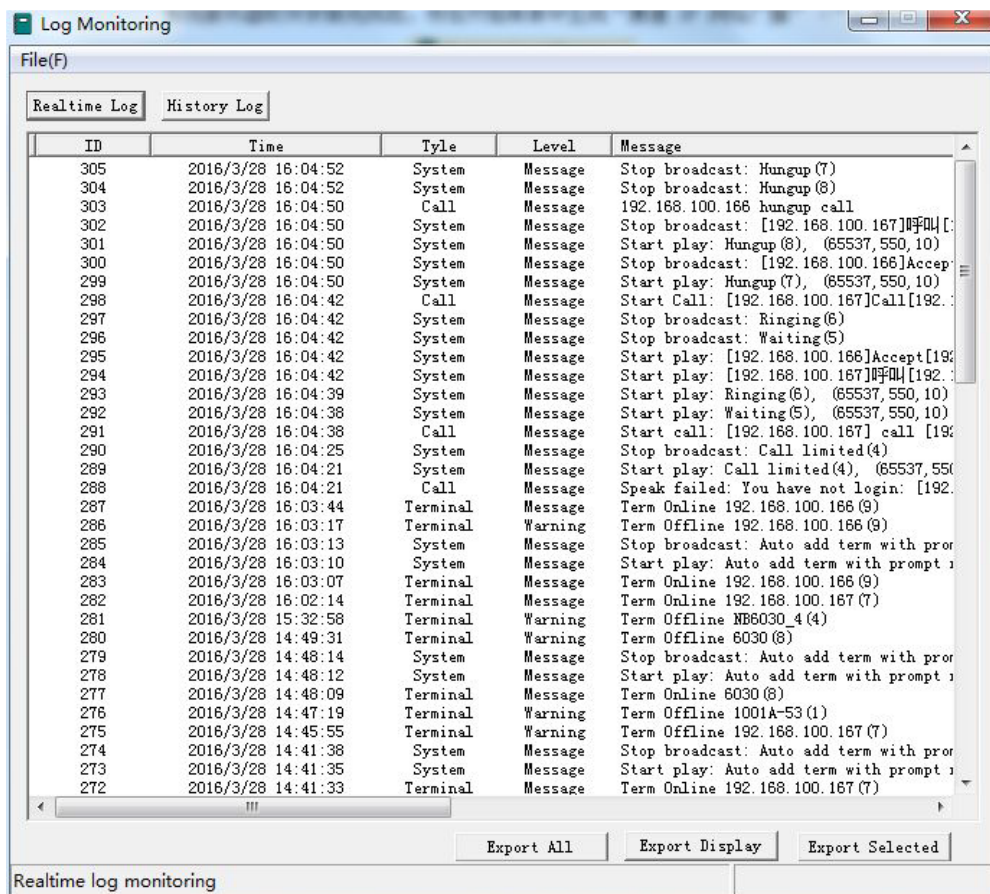 Log Monitoring
File(F)
Realtime Log History Log
ID Time Tyle Level Message
305 2016/3/28 16:04:52 System Message Stop broadcast: Hungup(7)
304 2016/3/28 16:04:52 System Message Stop broadcast: Hungup(8)
303 2016/3/28 16:04:50 Call Message 192.168.100.166 hungup call
302 2016/3/28 16:04:50 System Message Stop broadcast: [192.168.100.167]呼叫[
301 2016/3/28 16:04:50 System Message Start play: Hungup(8), (65537,550,10)
300 2016/3/28 16:04:50 System Message Stop broadcast: [192.168.100.166]Accep
299 2016/3/28 16:04:50 System Message Start play: Hungup(7), (65537,550,10)
298 2016/3/28 16:04:42 Call Message Start Call: [192.168.100.167]Call[192.
297 2016/3/28 16:04:42 System Message Stop broadcast: Ringing(6)
296 2016/3/28 16:04:42 System Message Stop broadcast: Waiting(5)
295 2016/3/28 16:04:42 System Message Start play: [192.168.100.166]Accept[192
294 2016/3/28 16:04:42 System Message Start play: [192.168.100.167]呼叫[192.
293 2016/3/28 16:04:39 System Message Start play: Ringing(6), (65537,550,10)
292 2016/3/28 16:04:38 System Message Start play: Waiting(5), (65537,550,10)
291 2016/3/28 16:04:38 Call Message Start call: [192.168.100.167] call [192
290 2016/3/28 16:04:25 System Message Stop broadcast: Call limited(4)
289 2016/3/28 16:04:21 System Message Start play: Call limited(4), (65537,550
288 2016/3/28 16:04:21 Call Message Speak failed: You have not login: [192.
287 2016/3/28 16:03:44 Terminal Message Term Online 192.168.100.166(9)
286 2016/3/28 16:03:17 Terminal Warning Term Offline 192.168.100.166(9)
285 2016/3/28 16:03:13 System Message Stop broadcast: Auto add term with pro
284 2016/3/28 16:03:10 System Message Start play: Auto add term with prompt
283 2016/3/28 16:03:07 Terminal Message Term Online 192.168.100.166(9)
282 2016/3/28 16:02:14 Terminal Message Term Online 192.168.100.167(7)
281 2016/3/28 15:32:58 Terminal Warning Term Offline NB6030_4(4)
280 2016/3/28 14:49:31 Terminal Warning Term Offline 6030(8)
279 2016/3/28 14:48:14 System Message Stop broadcast: Auto add term with pro
278 2016/3/28 14:48:12 System Message Start play: Auto add term with prompt
277 2016/3/28 14:48:09 Terminal Message Term Online 6030(8)
276 2016/3/28 14:47:19 Terminal Warning Term Offline 1001A-53(1)
275 2016/3/28 14:45:55 Terminal Warning Term Offline 192.168.100.167(7)
274 2016/3/28 14:41:38 System Message Stop broadcast: Auto add term with pro
273 2016/3/28 14:41:35 System Message Start play: Auto add term with prompt
272 2016/3/28 14:41:33 Terminal Message Term Online 192.168.100.167(7)
Export All Export Display Export Selected
Realtime log monitoring